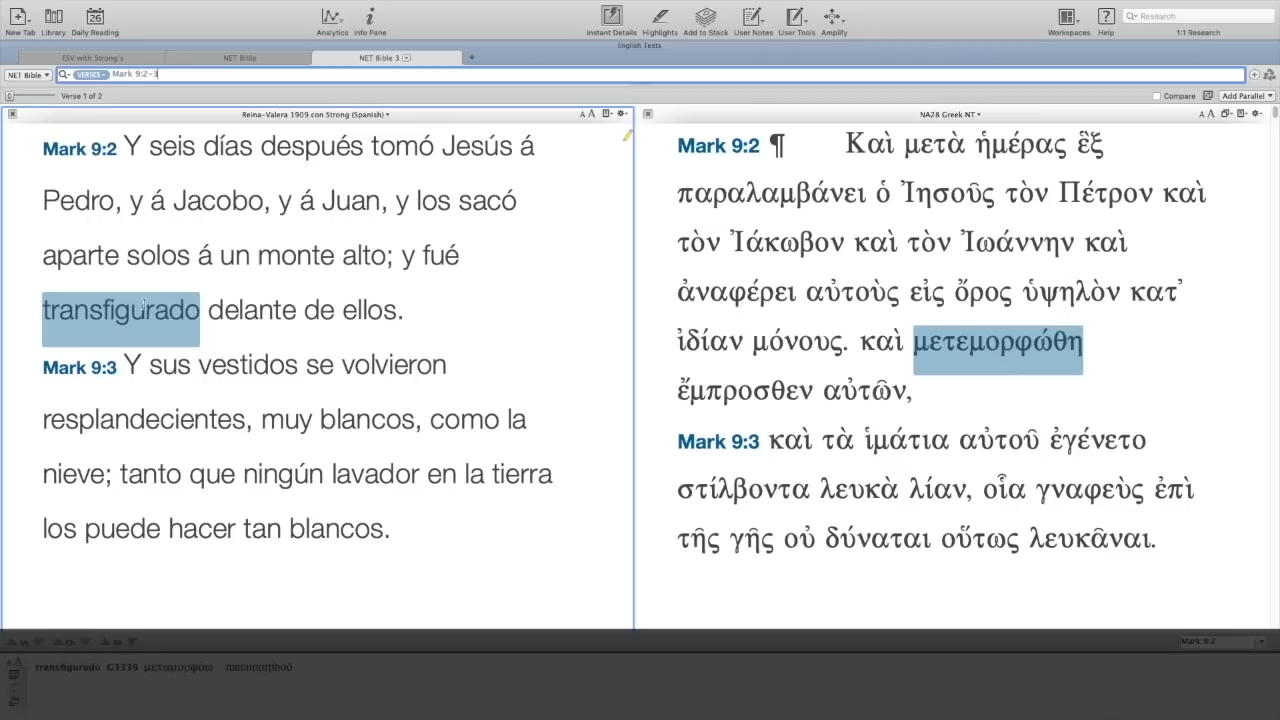 New Tab Library Daily Reading Analytics Info Pane Instant Details Highlights Add to Stack User Notes User Tools Amplify Workspaces Help 1:1 Research
26
Research
English Texts
ESV with Strong's NET Bible NET Bible 3
NET Bible VERSES Mark 9:2-3
Verse 1 of 2 Compare Add Parallel
Reina-Valera 1909 con Strong (Spanish)
Mark 9:2 Y seis días después tomó Jesús á
Pedro, y á Jacobo, y á Juan, y los sacó
aparte solos á un monte alto; y fué
transfigurado delante de ellos.
Mark 9:3 Y sus vestidos se volvieron
resplandecientes, muy blancos, como la
nieve; tanto que ningún lavador en la tierra
los puede hacer tan blancos.
NA28 Greek NT
Mark 9:2 ¶ Καὶ μετὰ ἡμέρας ἓξ
παραλαμβάνει ὁ Ἰησοῦς τὸν Πέτρον καὶ
τὸν Ἰάκωβον καὶ τὸν Ἰωάννην καὶ
ἀναφέρει αὐτοὺς εἰς ὄρος ὑψηλὸν κατ’
ἰδίαν μόνους. καὶ μετεμορφώθη
ἔμπροσθεν αὐτῶν,
Mark 9:3 καὶ τὰ ἱμάτια αὐτοῦ ἐγένετο
στίλβοντα λευκὰ λίαν, οἷα γναφεὺς ἐπὶ
τῆς γῆς οὐ δύναται οὕτως λευκᾶναι.
Mark 9:2
transfigurado G3339 μεταμορφόω metamorphoō